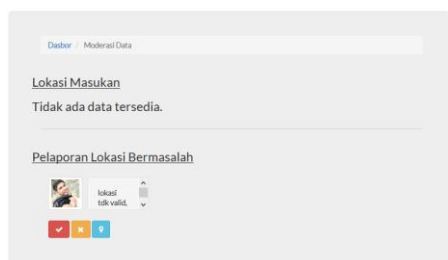 Dasbor / Moderasi Data
Lokasi Masukan
Tidak ada data tersedia.
Pelaporan Lokasi Bermasalah
lokasi
tdk valid,